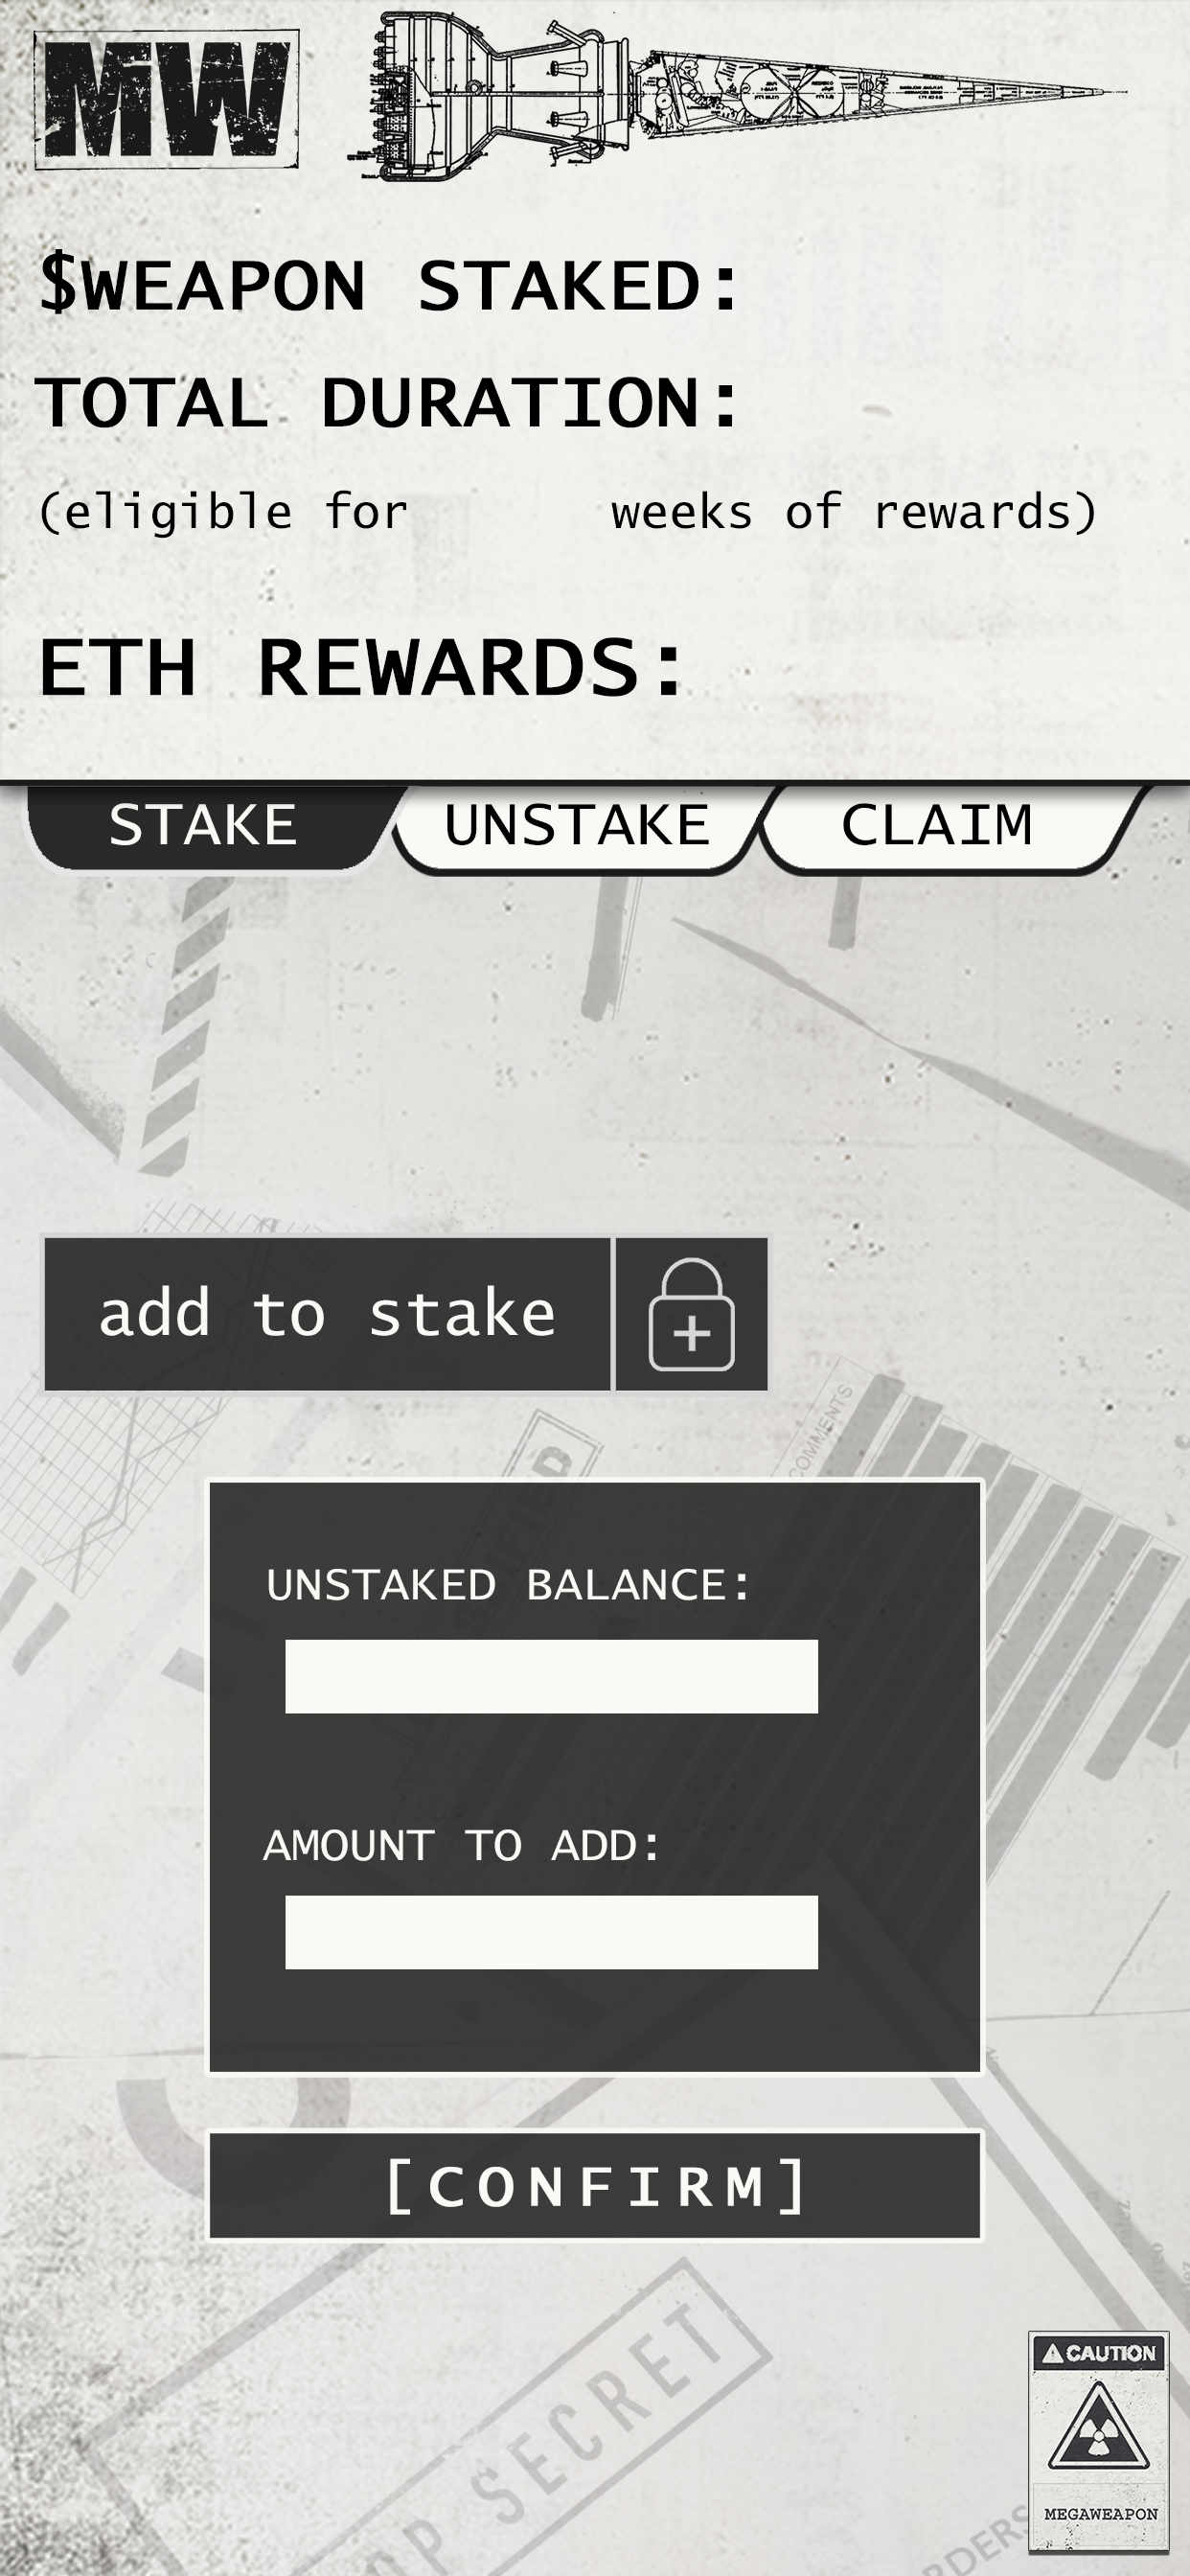 MW
$WEAPON STAKED:
TOTAL DURATION:
(eligible for weeks of rewards)
ETH REWARDS:
STAKE UNSTAKE CLAIM
add to stake
COMMENTS
UNSTAKED BALANCE:
AMOUNT TO ADD:
[CONFIRM]
SECRET
CAUTION
MEGAWEAPON